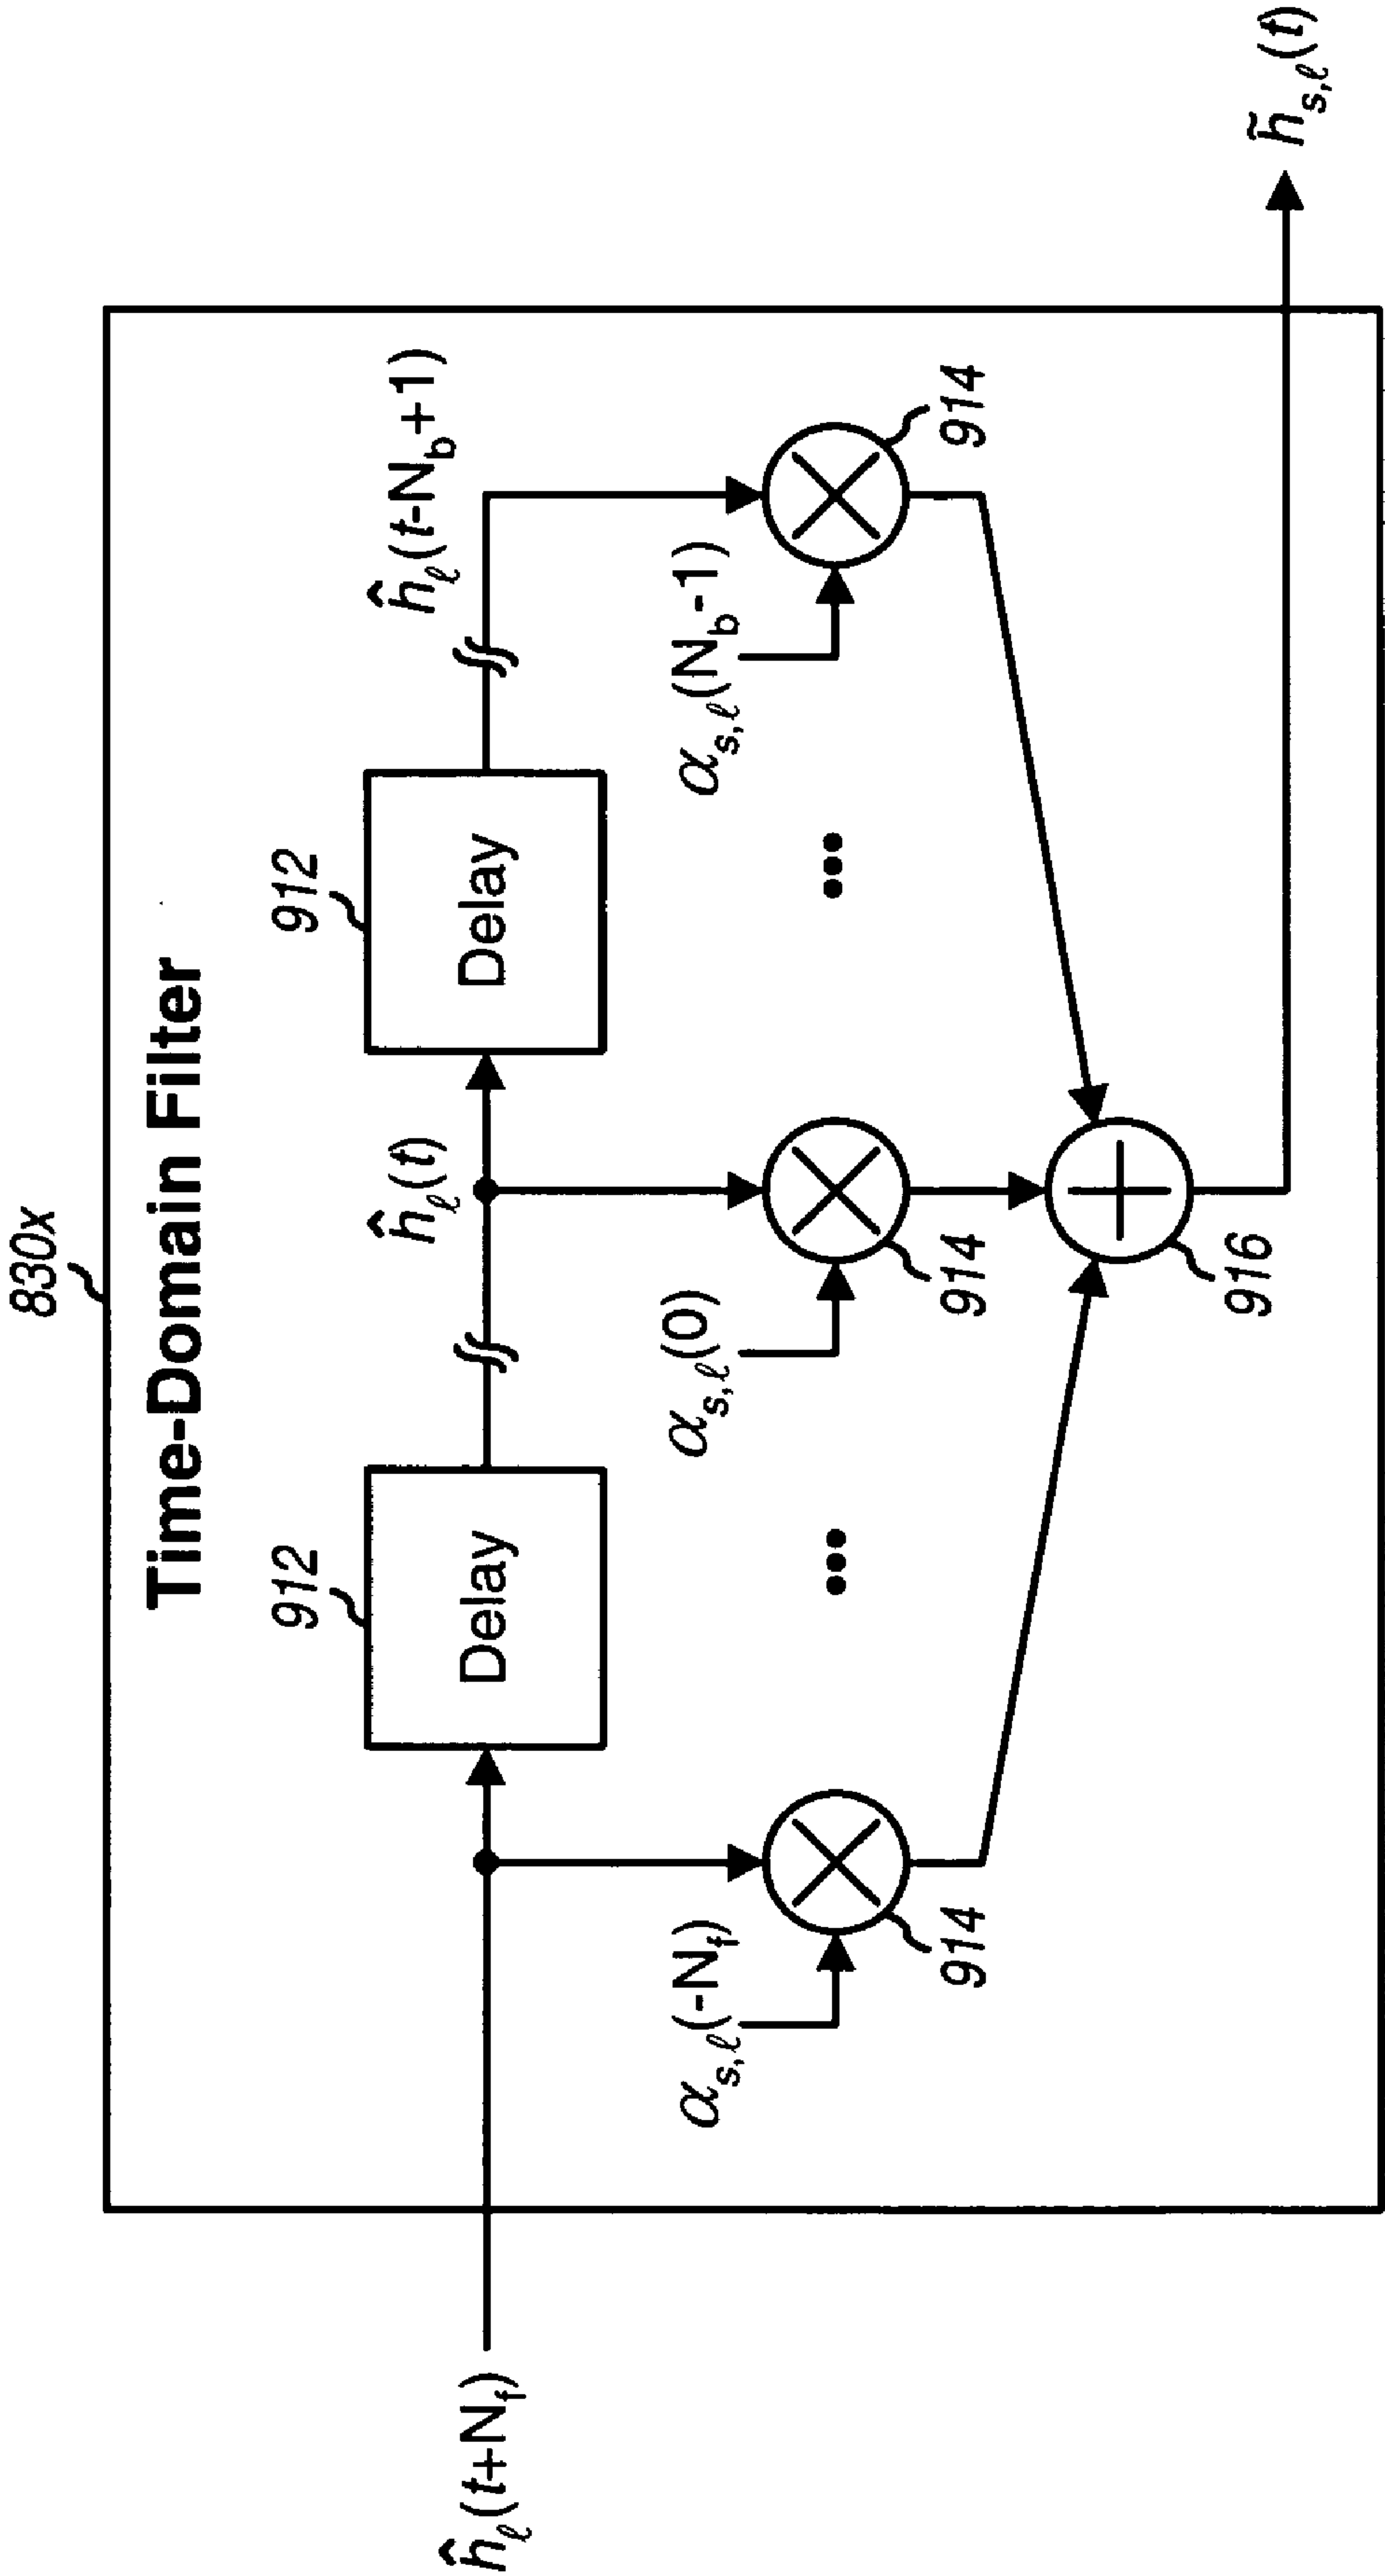 830x
Time-Domain Filter
912
912
Delay
Delay
ĥℓ(t+Nf)
ĥℓ(t)
ĥℓ(t-Nb+1)
αs,ℓ(-Nf)
αs,ℓ(0)
αs,ℓ(Nb-1)
...
...
914
914
914
916
h̃s,ℓ(t)